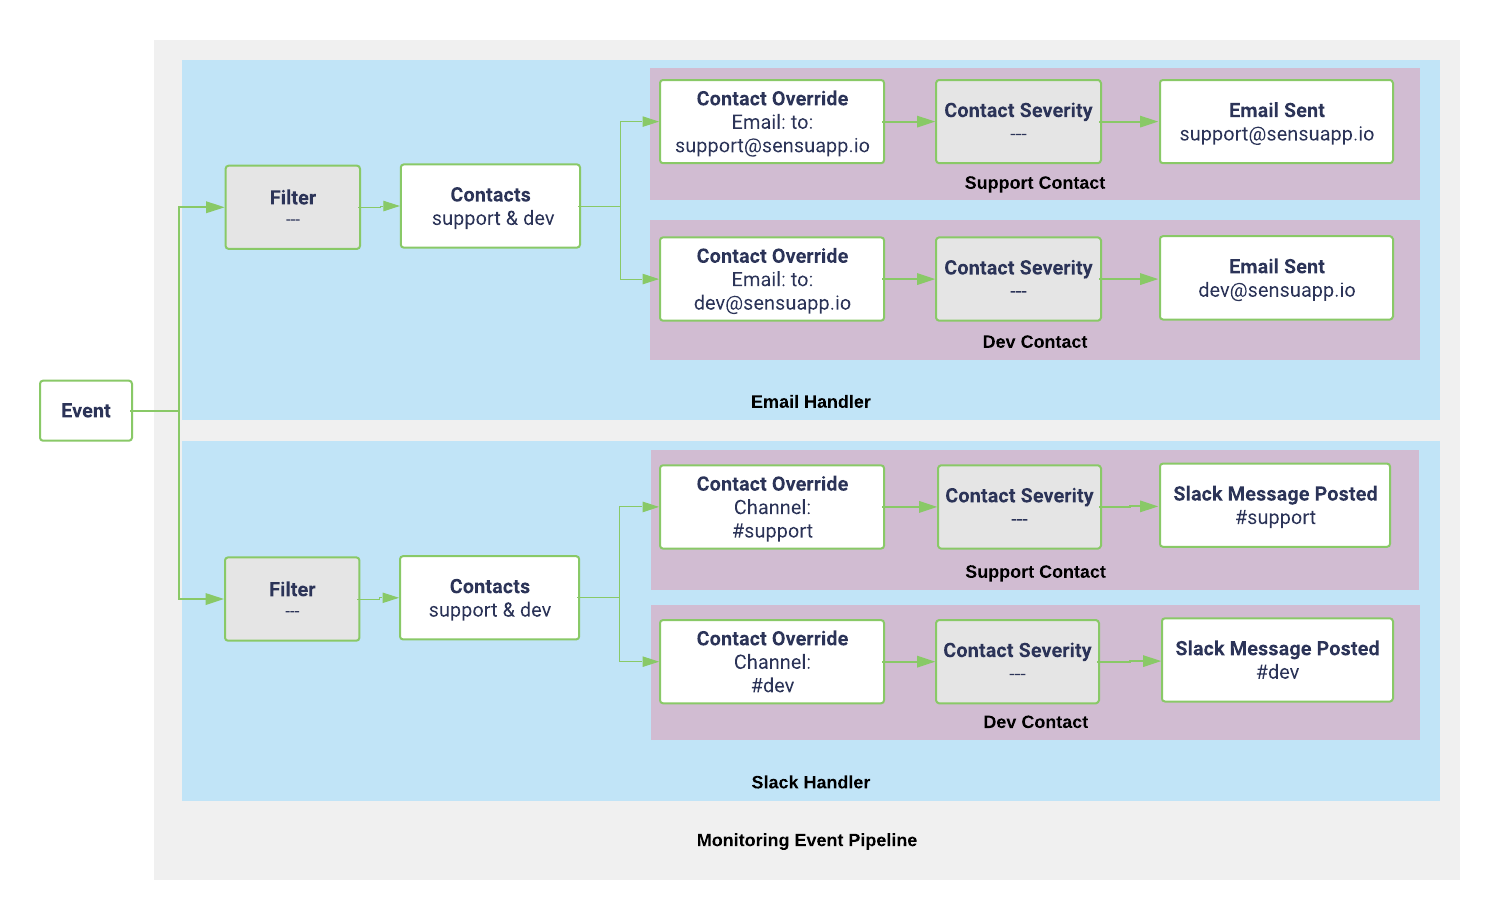 Event
Filter
---
Contacts
support & dev
Contact Override
Email: to:
support@sensuapp.io
Contact Severity
---
Email Sent
support@sensuapp.io
Support Contact
Contact Override
Email: to:
dev@sensuapp.io
Contact Severity
---
Email Sent
dev@sensuapp.io
Dev Contact
Email Handler
Filter
---
Contacts
support & dev
Contact Override
Channel:
#support
Contact Severity
---
Slack Message Posted
#support
Support Contact
Contact Override
Channel:
#dev
Contact Severity
---
Slack Message Posted
#dev
Dev Contact
Slack Handler
Monitoring Event Pipeline